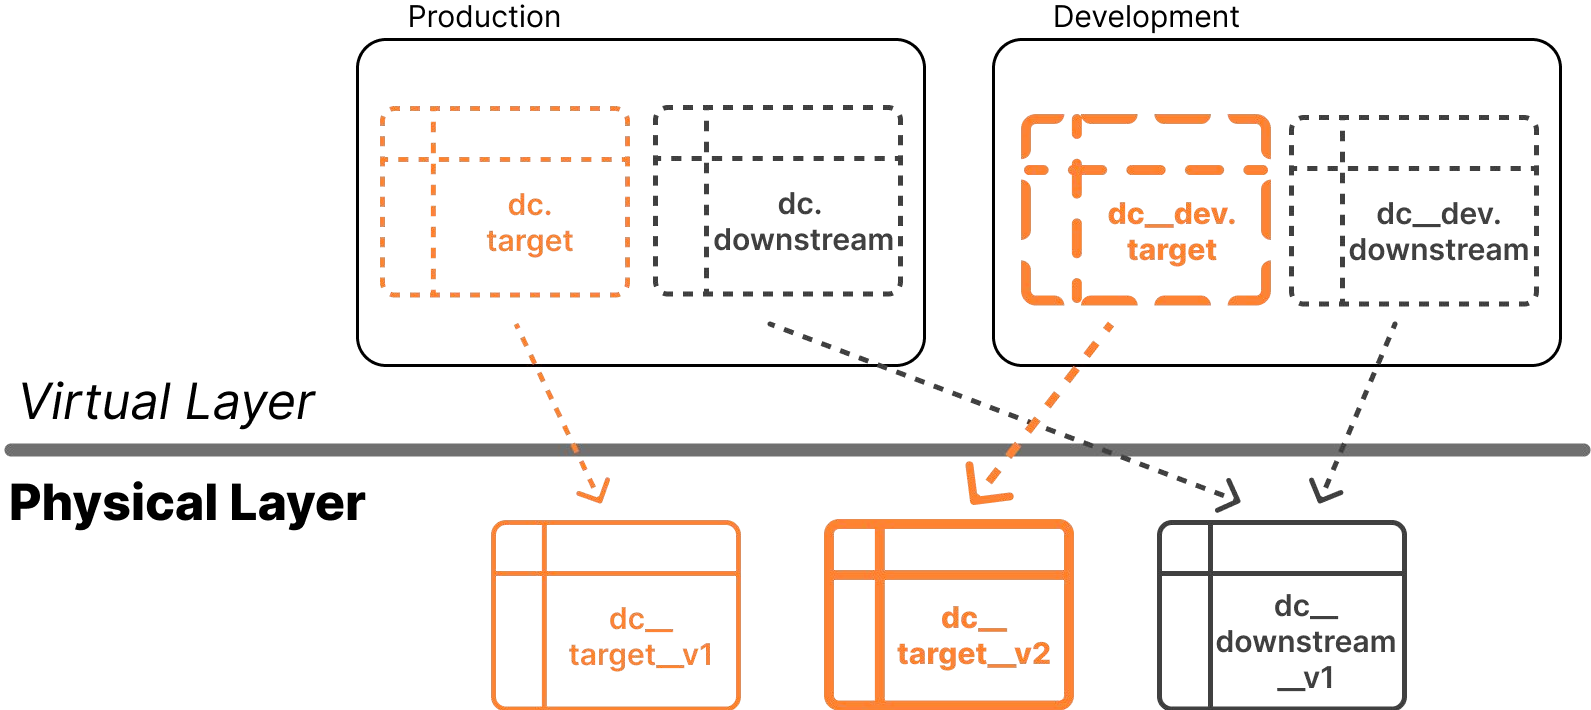 Production
Development
dc.
target
dc.
downstream
dc__dev.
target
dc__dev.
downstream
Virtual Layer
Physical Layer
dc__
target__v1
dc__
target__v2
dc__
downstream
__v1